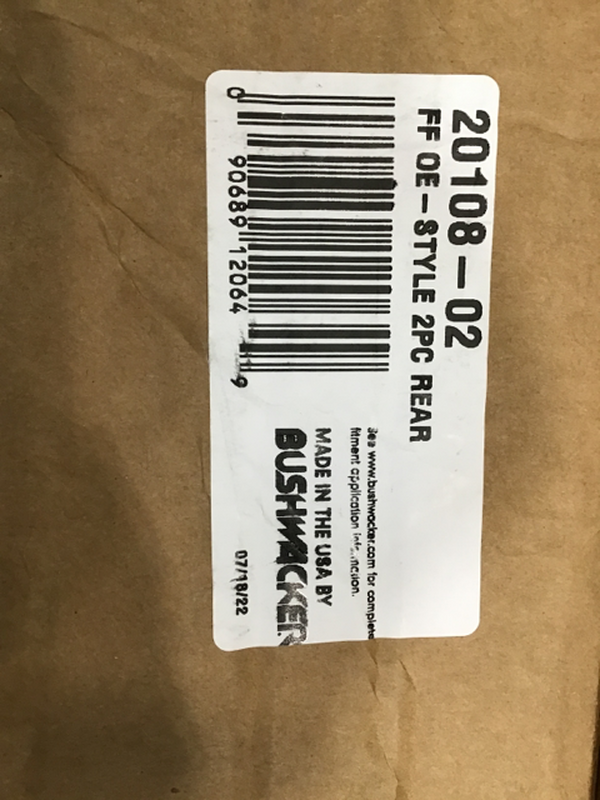 20108-02
FF OE-STYLE 2PC REAR
0 90689 12064 9
See www.bushwacker.com for complete
fitment application information.
MADE IN THE USA BY
BUSHWACKER
07/18/22